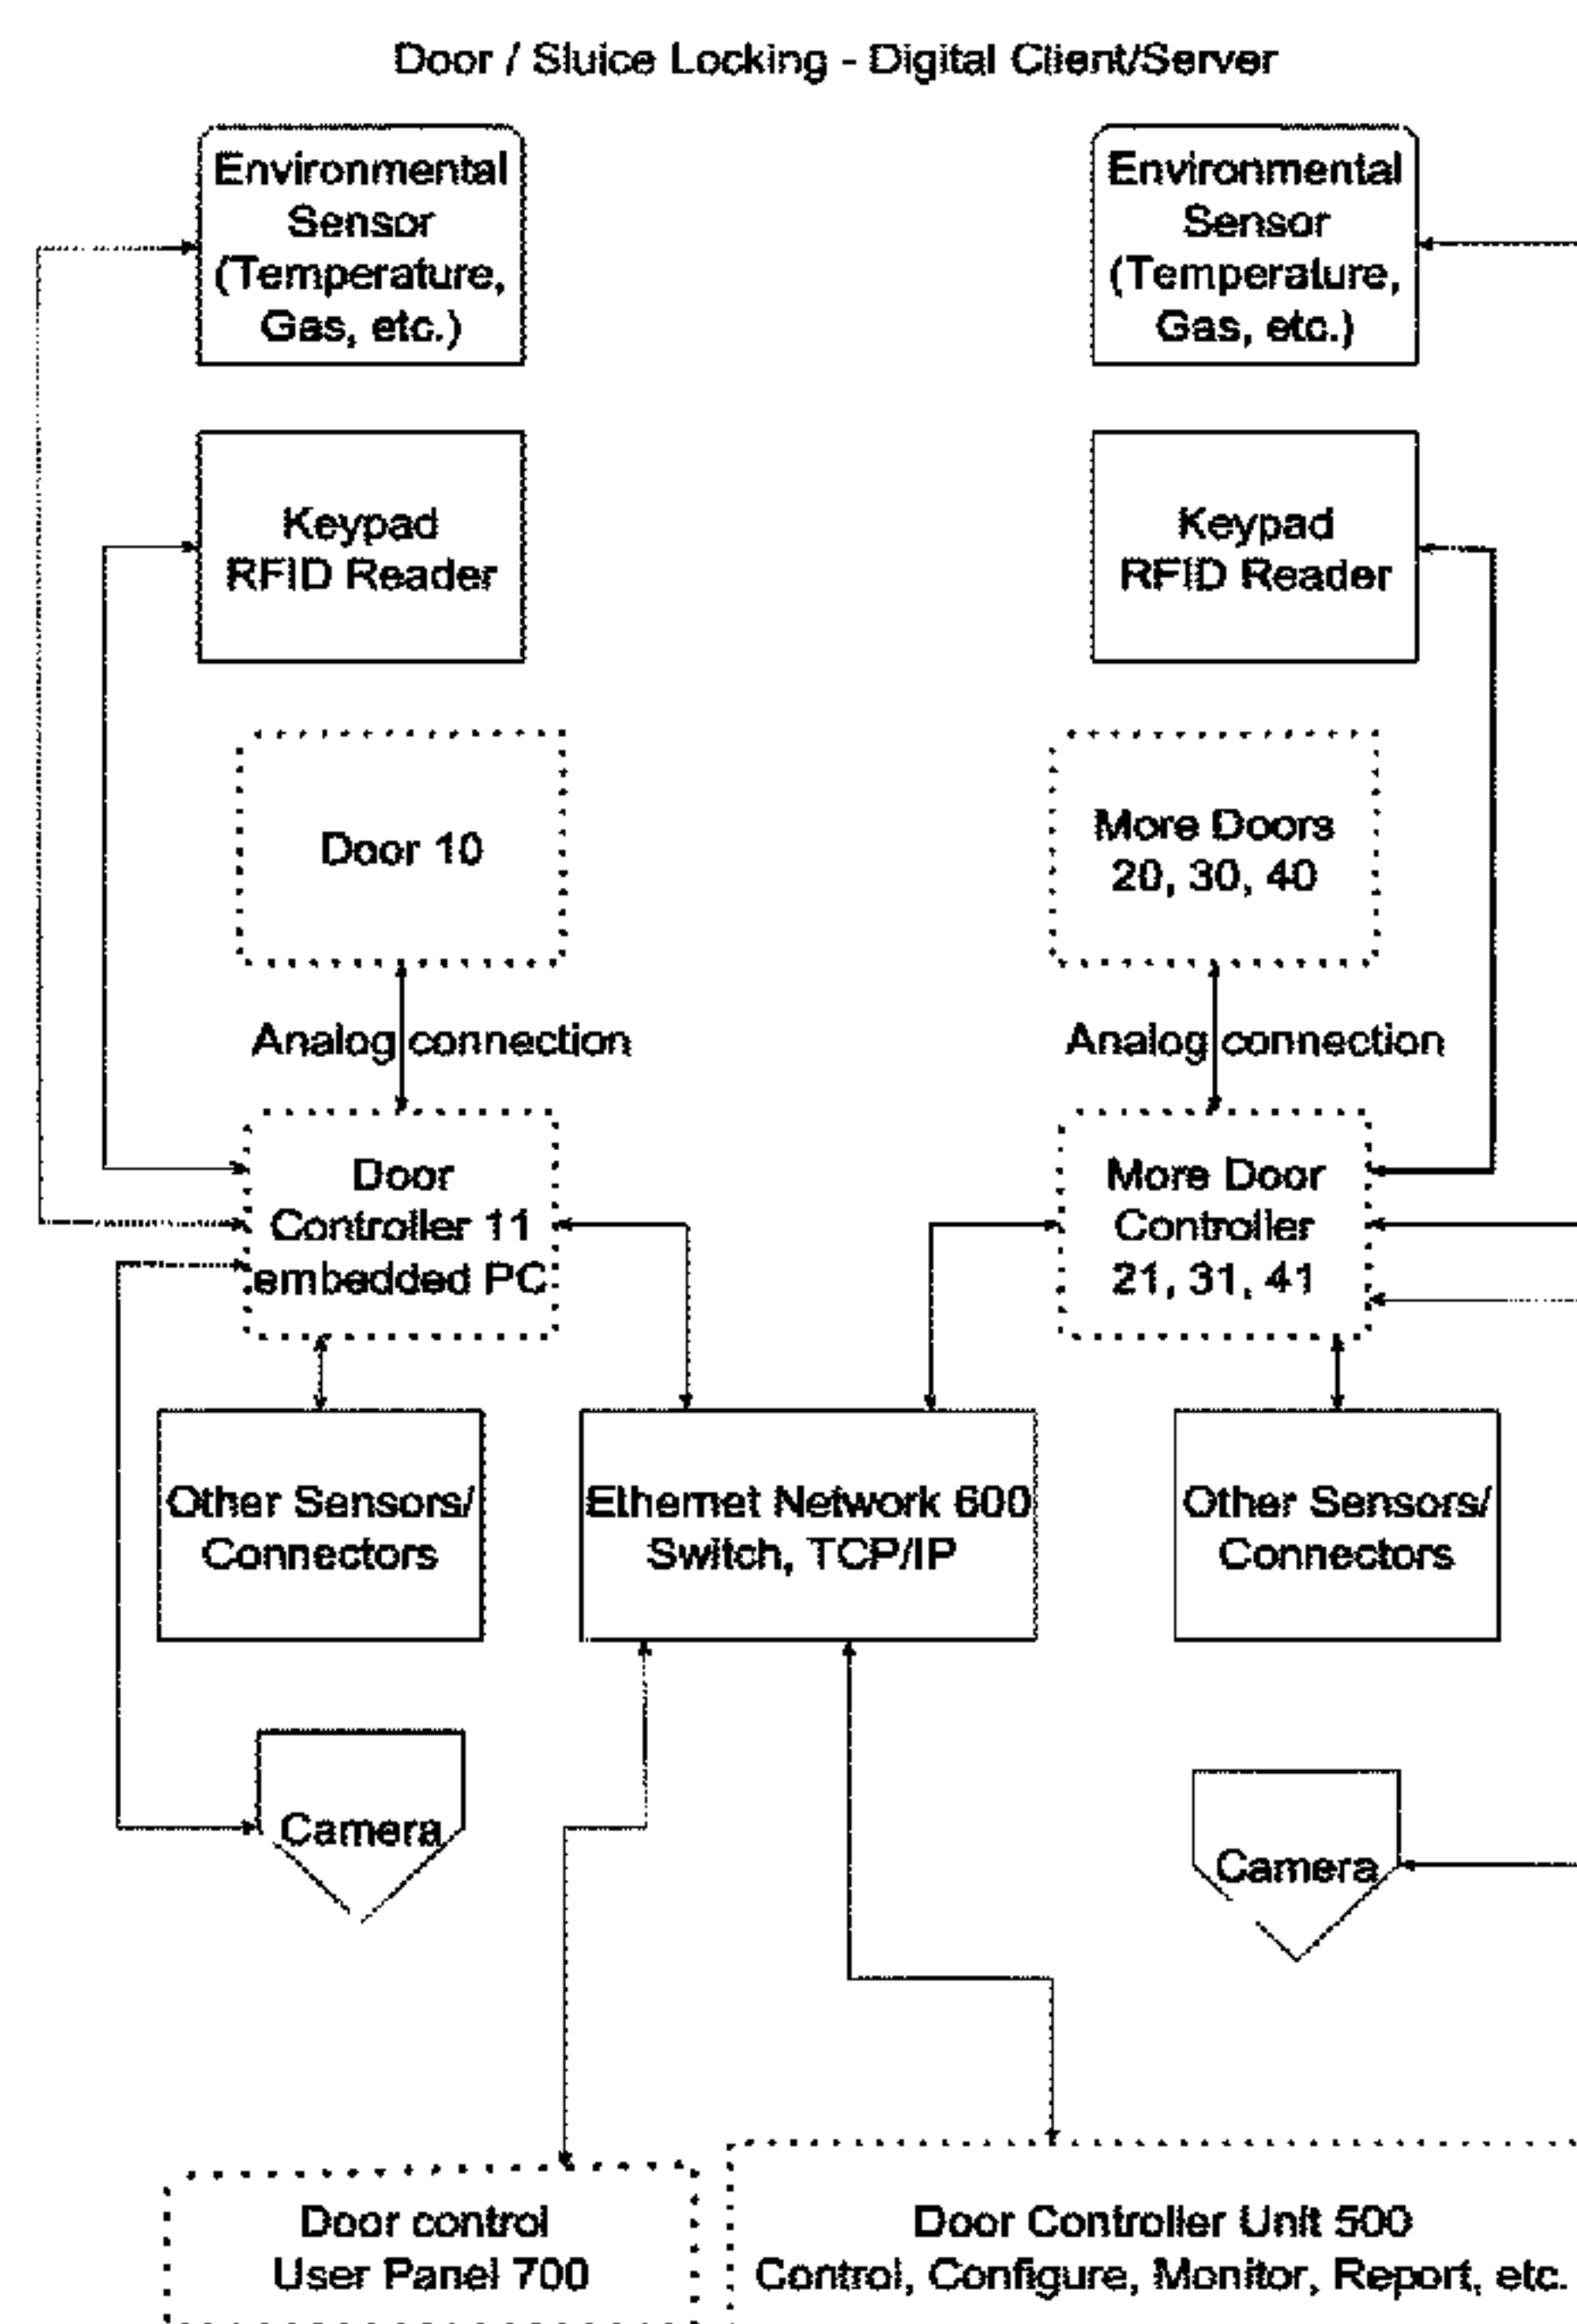 Door / Sluice Locking - Digital Client/Server
Environmental
Sensor
(Temperature,
Gas, etc.)
Environmental
Sensor
(Temperature,
Gas, etc.)
Keypad
RFID Reader
Keypad
RFID Reader
Door 10
More Doors
20, 30, 40
Analog connection
Analog connection
Door
Controller 11
embedded PC
More Door
Controller
21, 31, 41
Other Sensors/
Connectors
Ethernet Network 600
Switch, TCP/IP
Other Sensors/
Connectors
Camera
Camera
Door control
User Panel 700
Door Controller Unit 500
Control, Configure, Monitor, Report, etc.